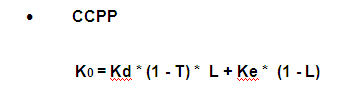 • CCPP
K0 = Kd * (1 - T) * L + Ke * (1 - L)